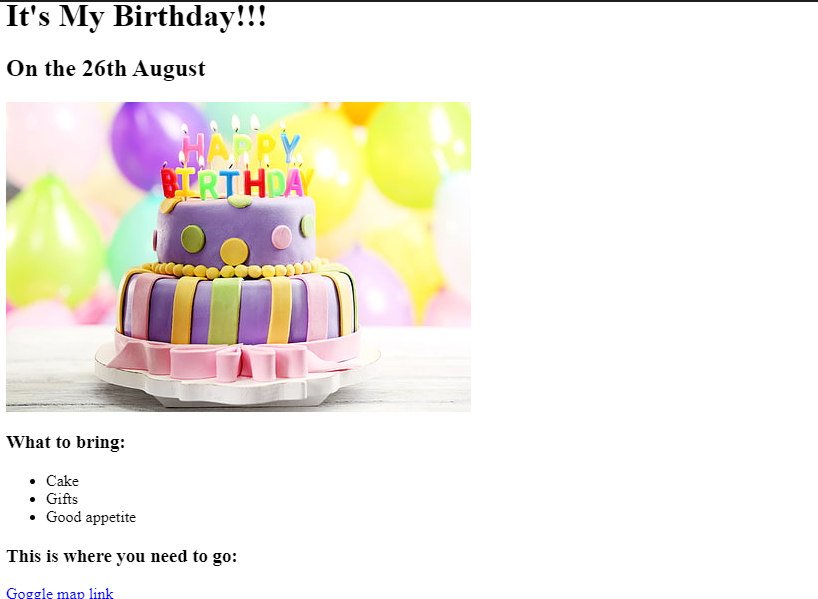 It's My Birthday!!!
On the 26th August
HAPPY
BIRTHDAY
What to bring:
Cake
Gifts
Good appetite
This is where you need to go:
Goggle map link